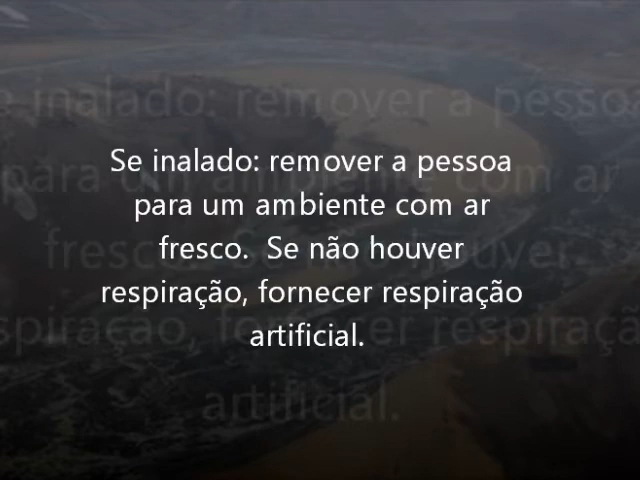 Se inalado: remover a pessoa
para um ambiente com ar
fresco.  Se não houver
respiração, fornecer respiração
artificial.